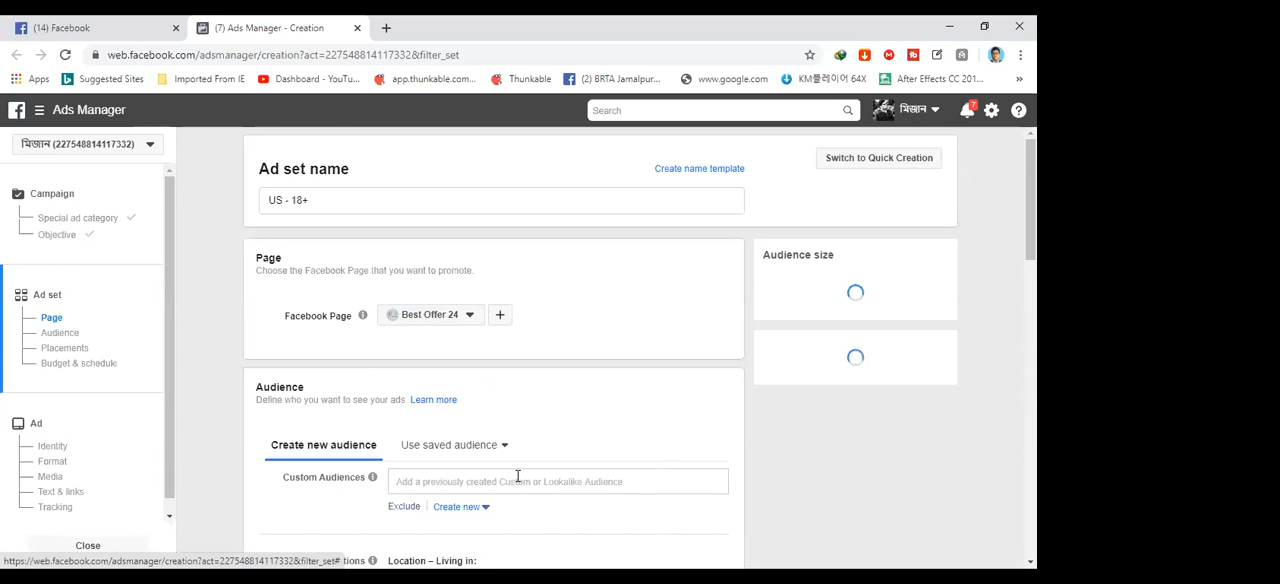 (14) Facebook
(7) Ads Manager - Creation
web.facebook.com/adsmanager/creation?act=227548814117332&filter_set
Apps
Suggested Sites
Imported From IE
Dashboard - YouTu...
app.thunkable.com...
Thunkable
(2) BRTA Jamalpur...
www.google.com
KM플레이어 64X
After Effects CC 201...
»
Ads Manager
Search
মিজান
7
মিজান (227548814117332)
Campaign
Special ad category
Objective
Ad set
Page
Audience
Placements
Budget & schedule
Ad
Identity
Format
Media
Text & links
Tracking
Close
Ad set name
Create name template
Switch to Quick Creation
US - 18+
Page
Choose the Facebook Page that you want to promote.
Facebook Page
Best Offer 24
Audience size
Audience
Define who you want to see your ads. Learn more
Create new audience
Use saved audience
Custom Audiences
Add a previously created Custom or Lookalike Audience
Exclude
Create new
Location – Living in:
https://web.facebook.com/adsmanager/creation?act=227548814117332&filter_set#